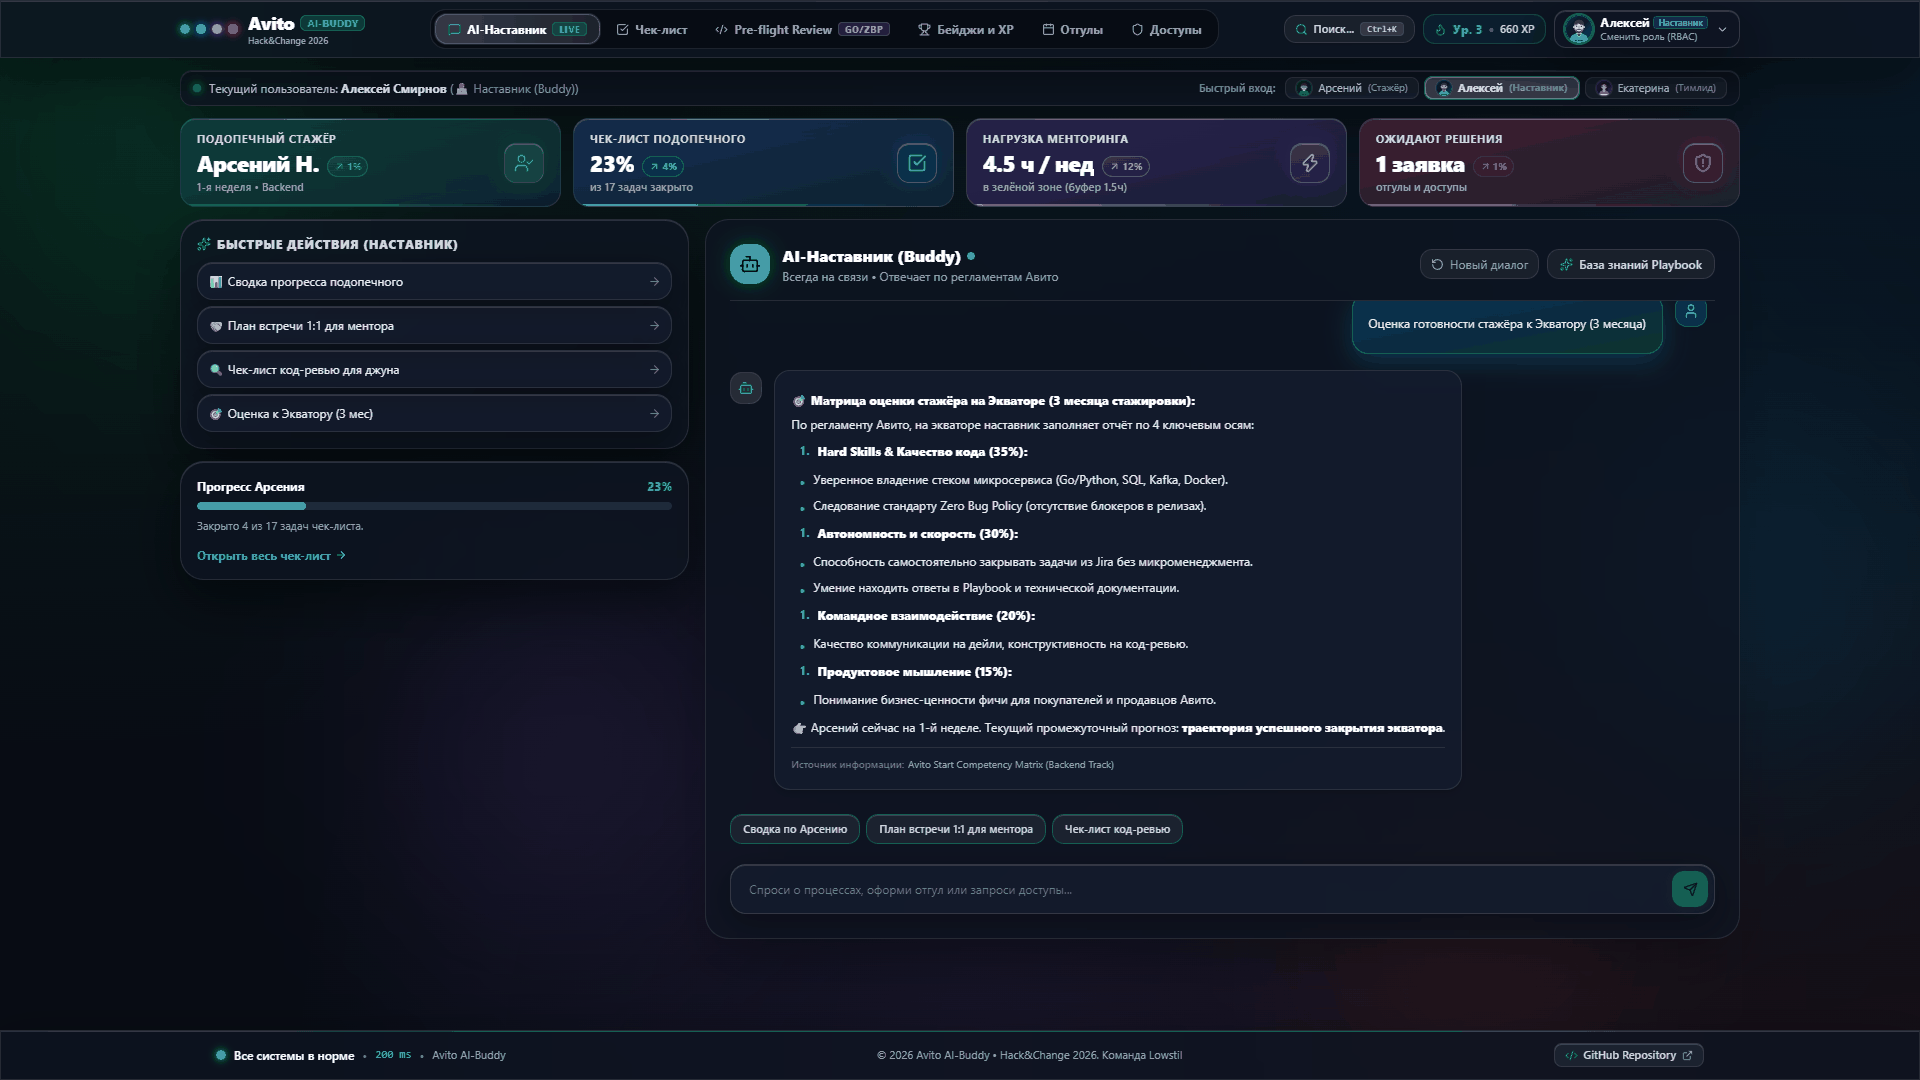 Avito AI-BUDDY
Hack&Change 2026
AI-Наставник LIVE
Чек-лист
Pre-flight Review GO/ZBP
Бейджи и XP
Отгулы
Доступы
Поиск... Ctrl+K
Ур. 3 • 660 XP
Алексей Наставник
Сменить роль (RBAC)
Текущий пользователь: Алексей Смирнов ( Наставник (Buddy))
Быстрый вход:
Арсений (Стажёр)
Алексей (Наставник)
Екатерина (Тимлид)
ПОДОПЕЧНЫЙ СТАЖЁР
Арсений Н. 1%
1-я неделя • Backend
ЧЕК-ЛИСТ ПОДОПЕЧНОГО
23% 4%
из 17 задач закрыто
НАГРУЗКА МЕНТОРИНГА
4.5 ч / нед 12%
в зелёной зоне (буфер 1.5ч)
ОЖИДАЮТ РЕШЕНИЯ
1 заявка 1%
отгулы и доступы
БЫСТРЫЕ ДЕЙСТВИЯ (НАСТАВНИК)
Сводка прогресса подопечного
План встречи 1:1 для ментора
Чек-лист код-ревью для джуна
Оценка к Экватору (3 мес)
Прогресс Арсения 23%
Закрыто 4 из 17 задач чек-листа.
Открыть весь чек-лист
AI-Наставник (Buddy)
Всегда на связи • Отвечает по регламентам Авито
Новый диалог
База знаний Playbook
Оценка готовности стажёра к Экватору (3 месяца)
Матрица оценки стажёра на Экваторе (3 месяца стажировки):
По регламенту Авито, на экваторе наставник заполняет отчёт по 4 ключевым осям:
1. Hard Skills & Качество кода (35%):
• Уверенное владение стеком микросервиса (Go/Python, SQL, Kafka, Docker).
• Следование стандарту Zero Bug Policy (отсутствие блокеров в релизах).
1. Автономность и скорость (30%):
• Способность самостоятельно закрывать задачи из Jira без микроменеджмента.
• Умение находить ответы в Playbook и технической документации.
1. Командное взаимодействие (20%):
• Качество коммуникации на дейли, конструктивность на код-ревью.
1. Продуктовое мышление (15%):
• Понимание бизнес-ценности фичи для покупателей и продавцов Авито.
Арсений сейчас на 1-й неделе. Текущий промежуточный прогноз: траектория успешного закрытия экватора.
Источник информации: Avito Start Competency Matrix (Backend Track)
Сводка по Арсению
План встречи 1:1 для ментора
Чек-лист код-ревью
Спроси о процессах, оформи отгул или запроси доступы...
Все системы в норме • 200 ms • Avito AI-Buddy
© 2026 Avito AI-Buddy • Hack&Change 2026. Команда Lowstil
GitHub Repository